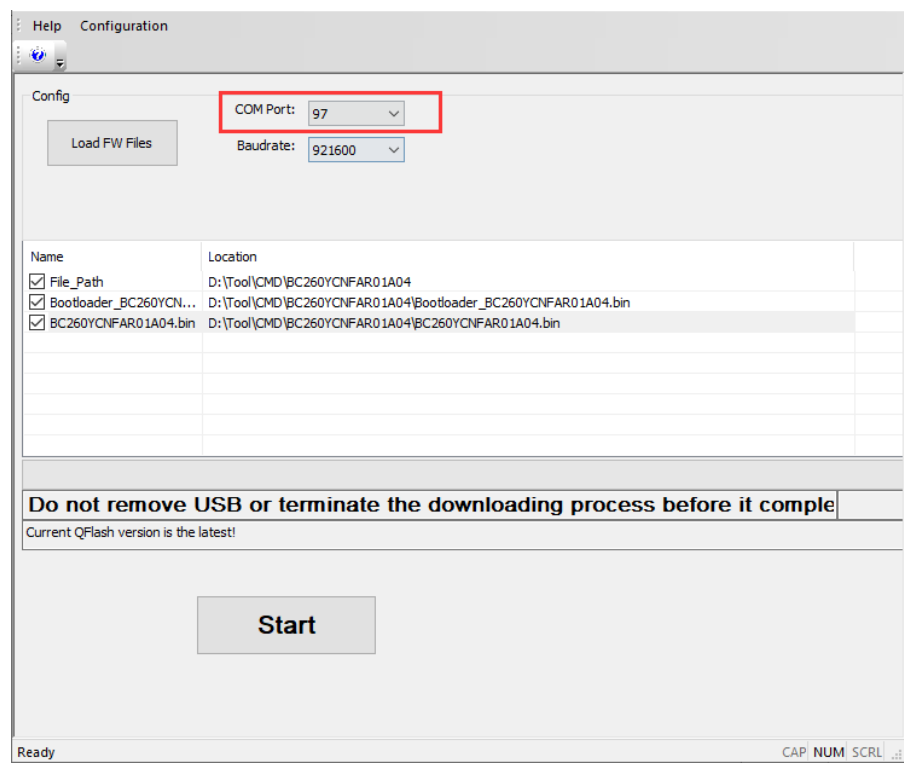 Help Configuration
Config
COM Port: 97
Load FW Files
Baudrate: 921600
Name Location
File_Path D:\Tool\CMD\BC260YCNFAR01A04
Bootloader_BC260YCN... D:\Tool\CMD\BC260YCNFAR01A04\Bootloader_BC260YCNFAR01A04.bin
BC260YCNFAR01A04.bin D:\Tool\CMD\BC260YCNFAR01A04\BC260YCNFAR01A04.bin
Do not remove USB or terminate the downloading process before it comple
Current QFlash version is the latest!
Start
Ready CAP NUM SCRL